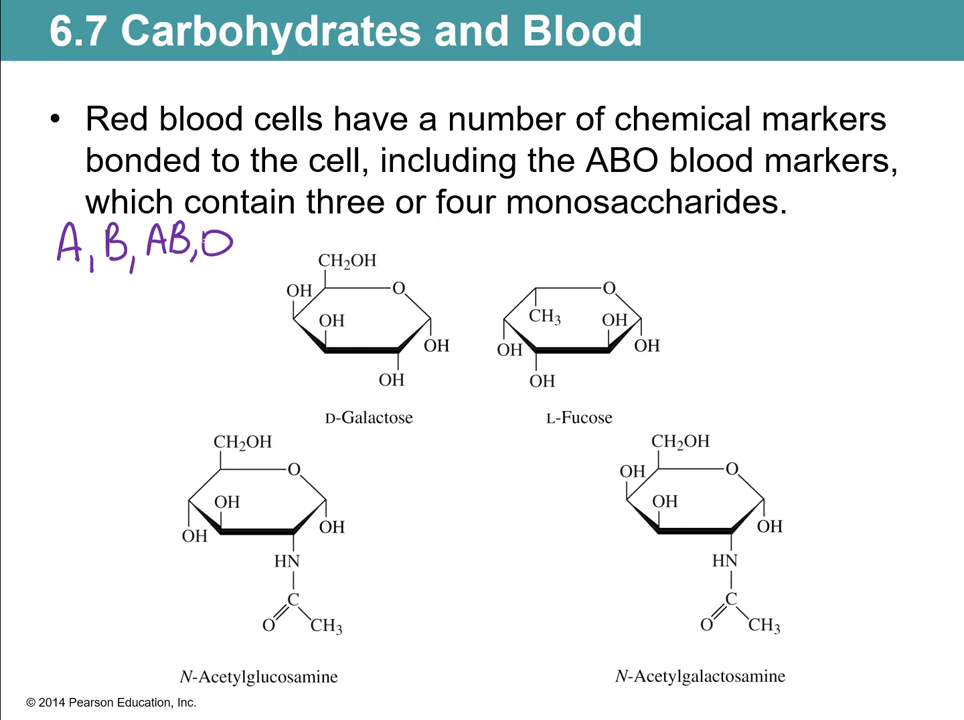 6.7 Carbohydrates and Blood
• Red blood cells have a number of chemical markers
bonded to the cell, including the ABO blood markers,
which contain three or four monosaccharides.
A, B, AB, O
CH₂OH
OH
O
OH
OH
OH
D-Galactose
O
CH₃
OH
OH
OH
OH
L-Fucose
CH₂OH
O
OH
OH
OH
HN
C
O
CH₃
N-Acetylglucosamine
CH₂OH
OH
O
OH
OH
HN
C
O
CH₃
N-Acetylgalactosamine
© 2014 Pearson Education, Inc.